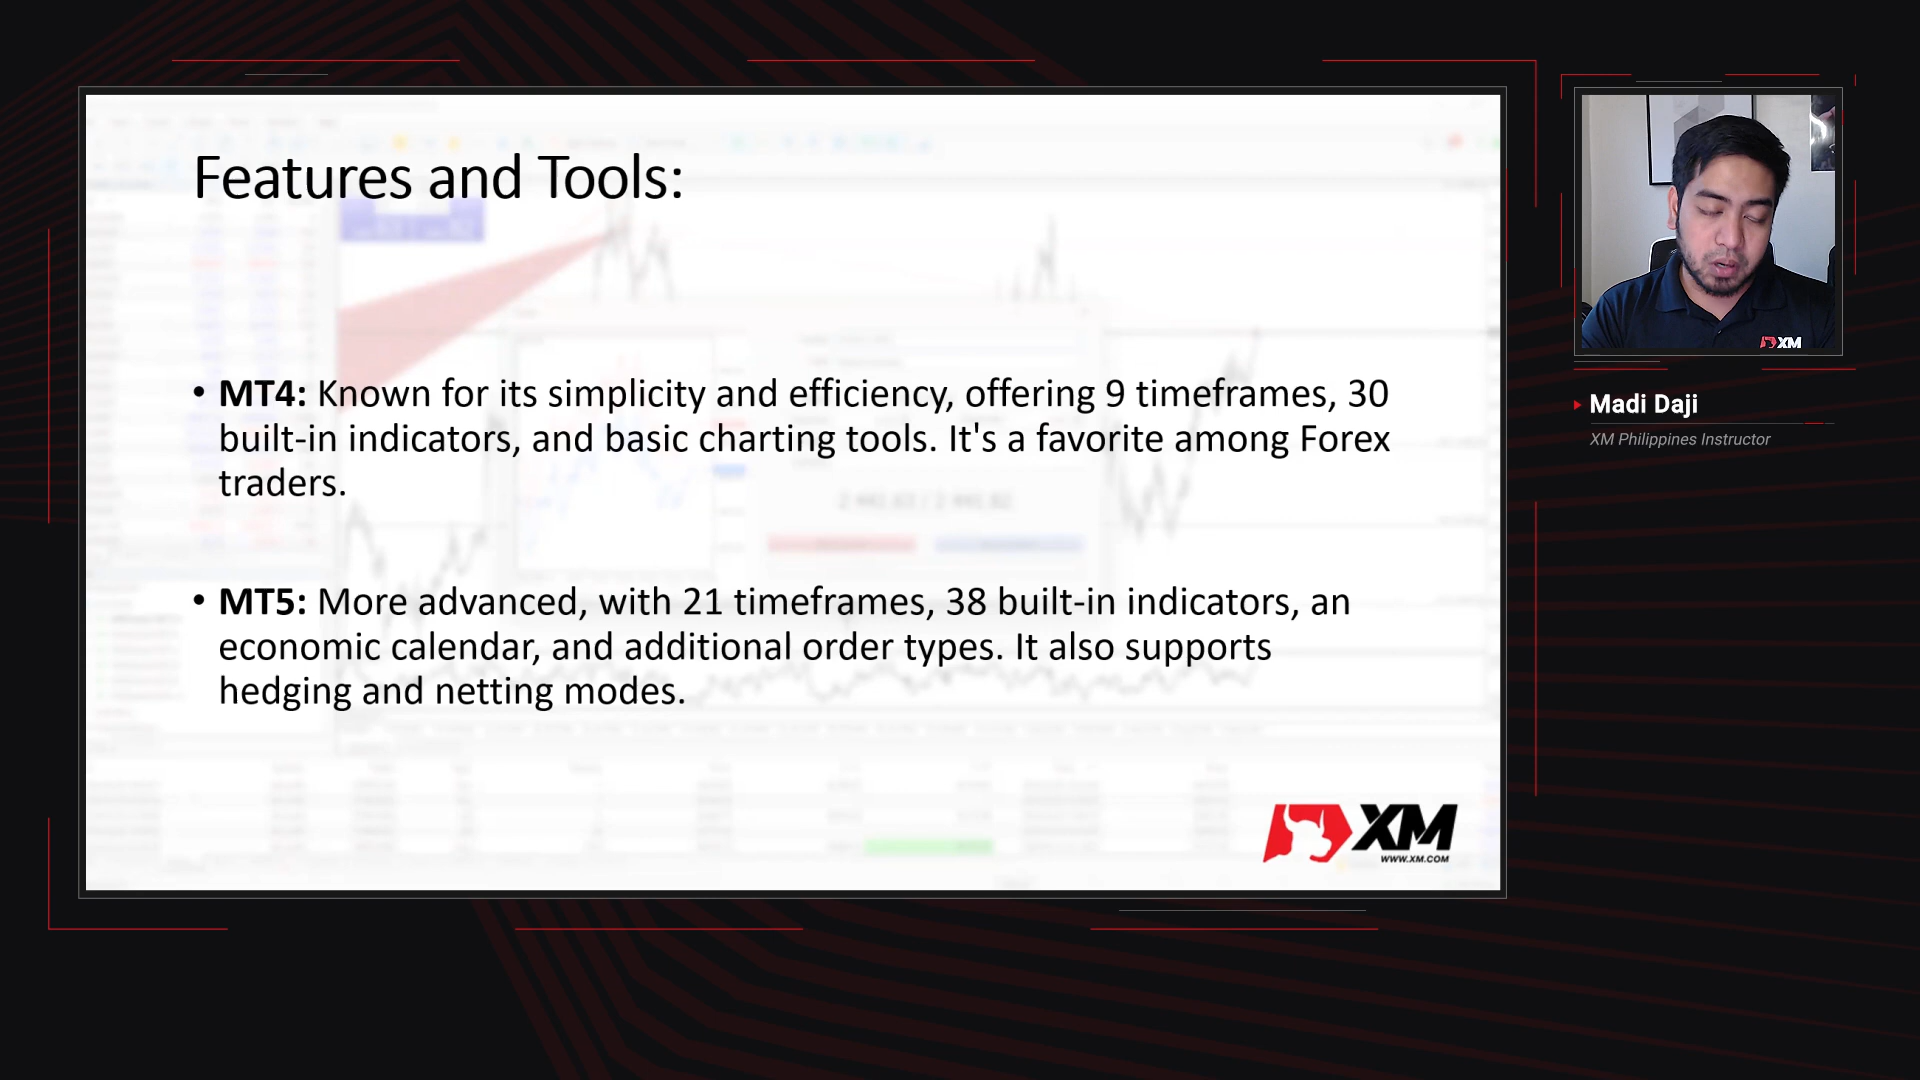 Features and Tools:
• MT4: Known for its simplicity and efficiency, offering 9 timeframes, 30
built-in indicators, and basic charting tools. It's a favorite among Forex
traders.
• MT5: More advanced, with 21 timeframes, 38 built-in indicators, an
economic calendar, and additional order types. It also supports
hedging and netting modes.
XM
WWW.XM.COM
XM
Madi Daji
XM Philippines Instructor